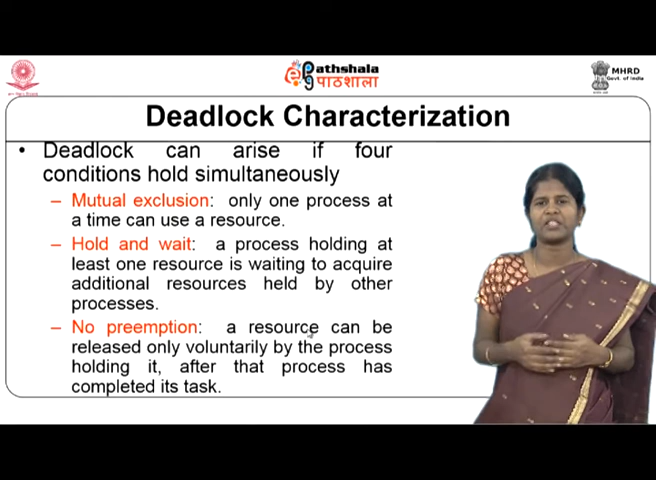 Pathshala
पाठशाला
MHRD
Govt. of India
Deadlock Characterization
• Deadlock can arise if four
conditions hold simultaneously
– Mutual exclusion: only one process at
a time can use a resource.
– Hold and wait: a process holding at
least one resource is waiting to acquire
additional resources held by other
processes.
– No preemption: a resource can be
released only voluntarily by the process
holding it, after that process has
completed its task.